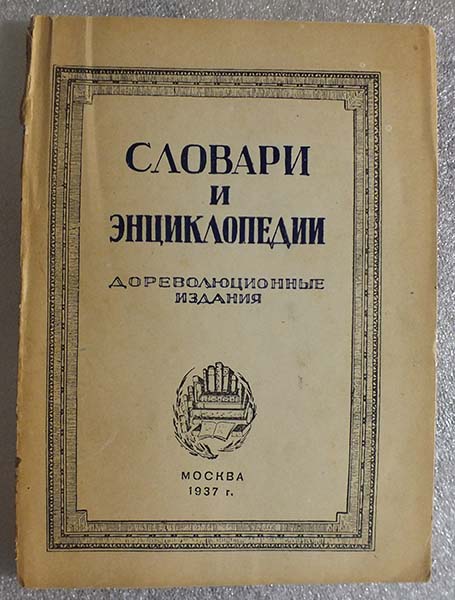 СЛОВАРИ
И
ЭНЦИКЛОПЕДИИ
ДОРЕВОЛЮЦИОННЫЕ
ИЗДАНИЯ
МОСКВА
1937 г.